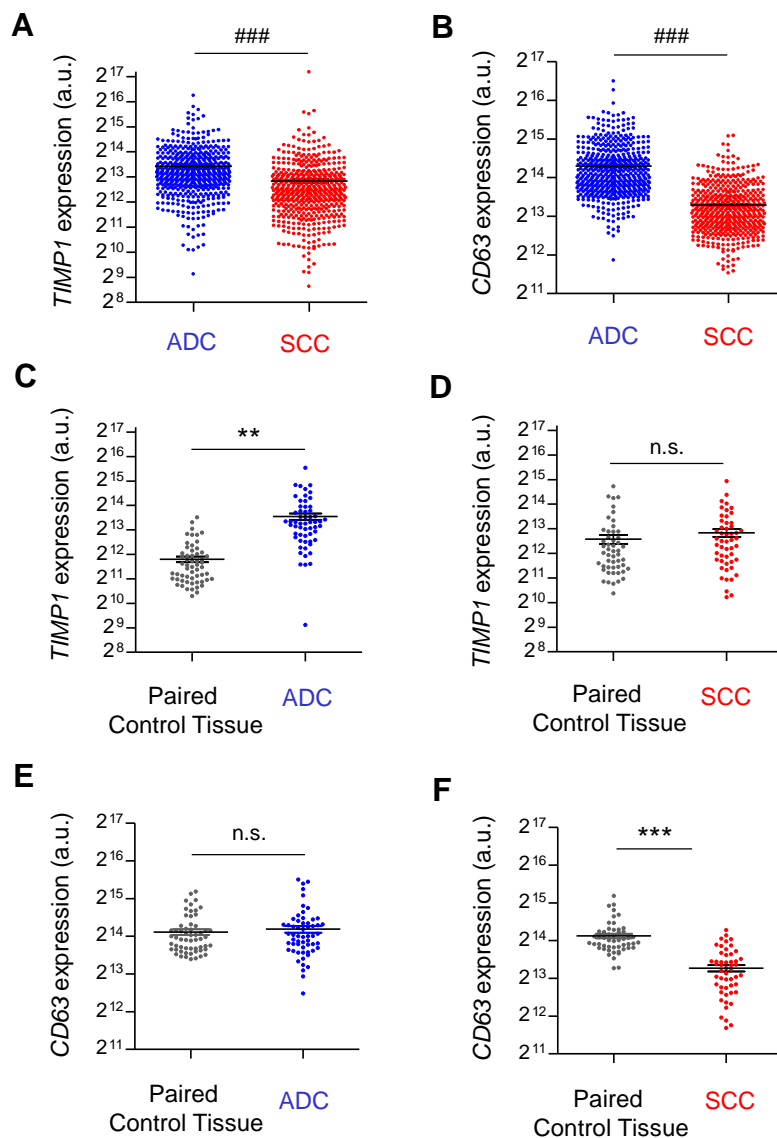 A
###
TIMP1 expression (a.u.)
2^17
2^16
2^15
2^14
2^13
2^12
2^11
2^10
2^9
2^8
ADC SCC
B
###
CD63 expression (a.u.)
2^17
2^16
2^15
2^14
2^13
2^12
2^11
ADC SCC
C
**
TIMP1 expression (a.u.)
2^17
2^16
2^15
2^14
2^13
2^12
2^11
2^10
2^9
2^8
Paired
Control Tissue
ADC
D
n.s.
TIMP1 expression (a.u.)
2^17
2^16
2^15
2^14
2^13
2^12
2^11
2^10
2^9
2^8
Paired
Control Tissue
SCC
E
n.s.
CD63 expression (a.u.)
2^17
2^16
2^15
2^14
2^13
2^12
2^11
Paired
Control Tissue
ADC
F
***
CD63 expression (a.u.)
2^17
2^16
2^15
2^14
2^13
2^12
2^11
Paired
Control Tissue
SCC